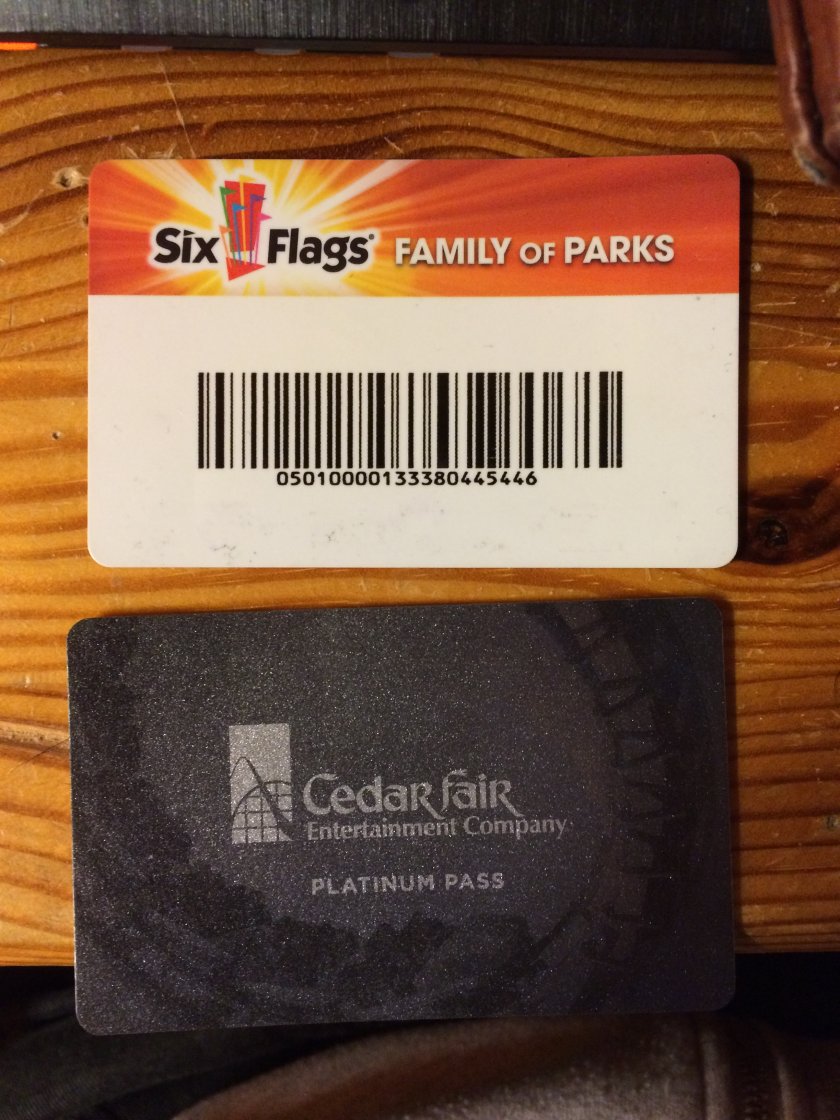 Six Flags® FAMILY OF PARKS
05010000133380445446
Cedar Fair
Entertainment Company
PLATINUM PASS